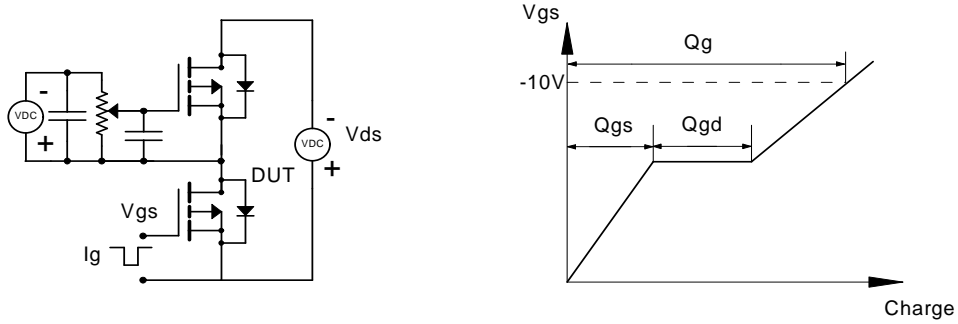 -
VDC
+
DUT
-
VDC
+
Vds
Vgs
Ig
Vgs
Qg
-10V
Qgs
Qgd
Charge